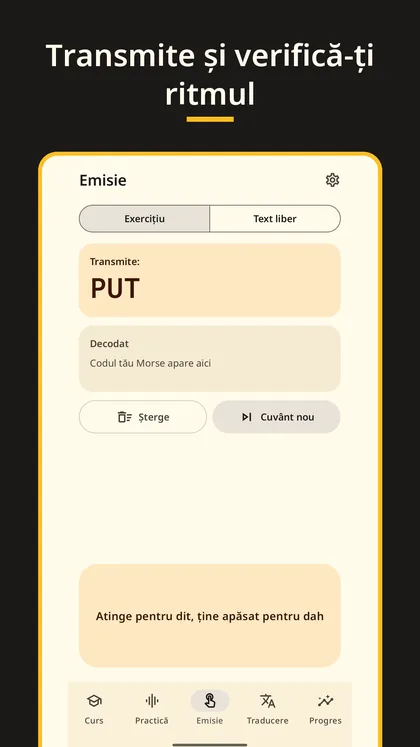 Transmite și verifică-ți
ritmul
Emisie
Exercițiu
Text liber
Transmite:
PUT
Decodat
Codul tău Morse apare aici
Șterge
Cuvânt nou
Atinge pentru dit, ține apăsat pentru dah
Curs
Practică
Emisie
Traducere
Progres